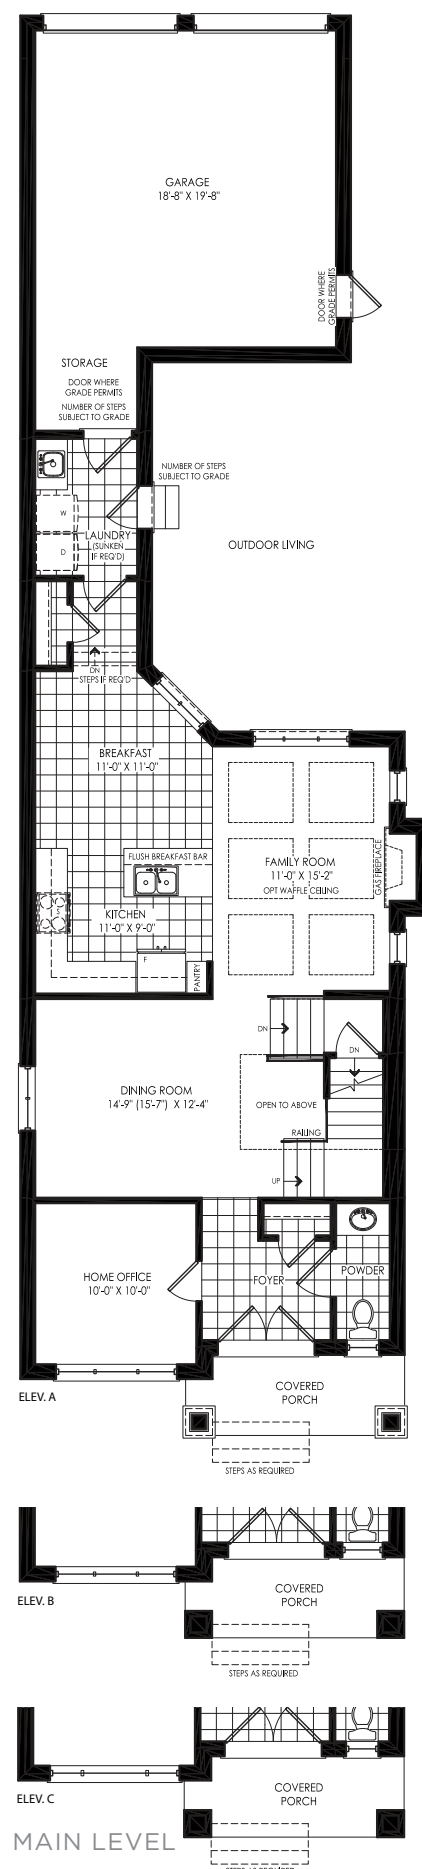 GARAGE
18'-8" X 19'-8"
DOOR WHERE
GRADE PERMITS
STORAGE
DOOR WHERE
GRADE PERMITS
NUMBER OF STEPS
SUBJECT TO GRADE
NUMBER OF STEPS
SUBJECT TO GRADE
W
LAUNDRY
(SUNKEN
IF REQ'D)
D
OUTDOOR LIVING
DN
STEPS IF REQ'D
BREAKFAST
11'-0" X 11'-0"
FLUSH BREAKFAST BAR
FAMILY ROOM
11'-0" X 15'-2"
OPT WAFFLE CEILING
GAS FIREPLACE
KITCHEN
11'-0" X 9'-0"
F
PANTRY
DN
DN
DINING ROOM
14'-9" (15'-7") X 12'-4"
OPEN TO ABOVE
RAILING
UP
HOME OFFICE
10'-0" X 10'-0"
FOYER
POWDER
COVERED
PORCH
ELEV. A
STEPS AS REQUIRED
COVERED
PORCH
ELEV. B
STEPS AS REQUIRED
COVERED
PORCH
ELEV. C
MAIN LEVEL
STEPS AS REQUIRED